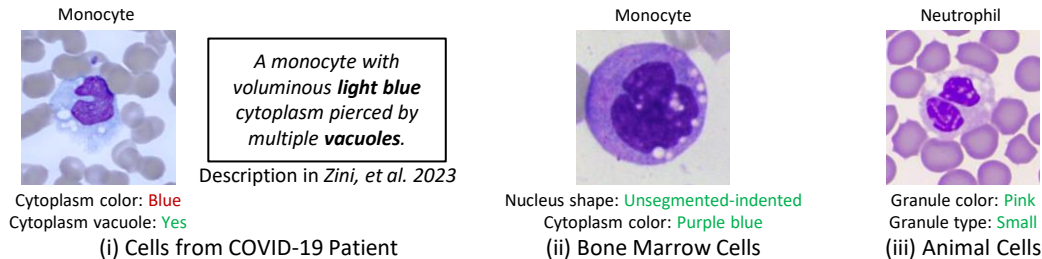 Monocyte
A monocyte with
voluminous light blue
cytoplasm pierced by
multiple vacuoles.
Description in Zini, et al. 2023
Cytoplasm color: Blue
Cytoplasm vacuole: Yes
(i) Cells from COVID-19 Patient
Monocyte
Nucleus shape: Unsegmented-indented
Cytoplasm color: Purple blue
(ii) Bone Marrow Cells
Neutrophil
Granule color: Pink
Granule type: Small
(iii) Animal Cells